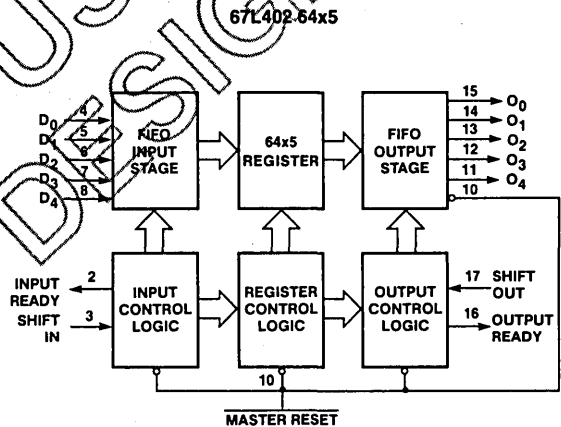 67L402 64x5
D0 4
D1 5
D2 6
D3 7
D4 8
FIFO
INPUT
STAGE
64x5
REGISTER
FIFO
OUTPUT
STAGE
15 O0
14 O1
13 O2
12 O3
11 O4
10
INPUT
READY
2
SHIFT
IN
3
INPUT
CONTROL
LOGIC
REGISTER
CONTROL
LOGIC
OUTPUT
CONTROL
LOGIC
17 SHIFT
OUT
16 OUTPUT
READY
10
MASTER RESET